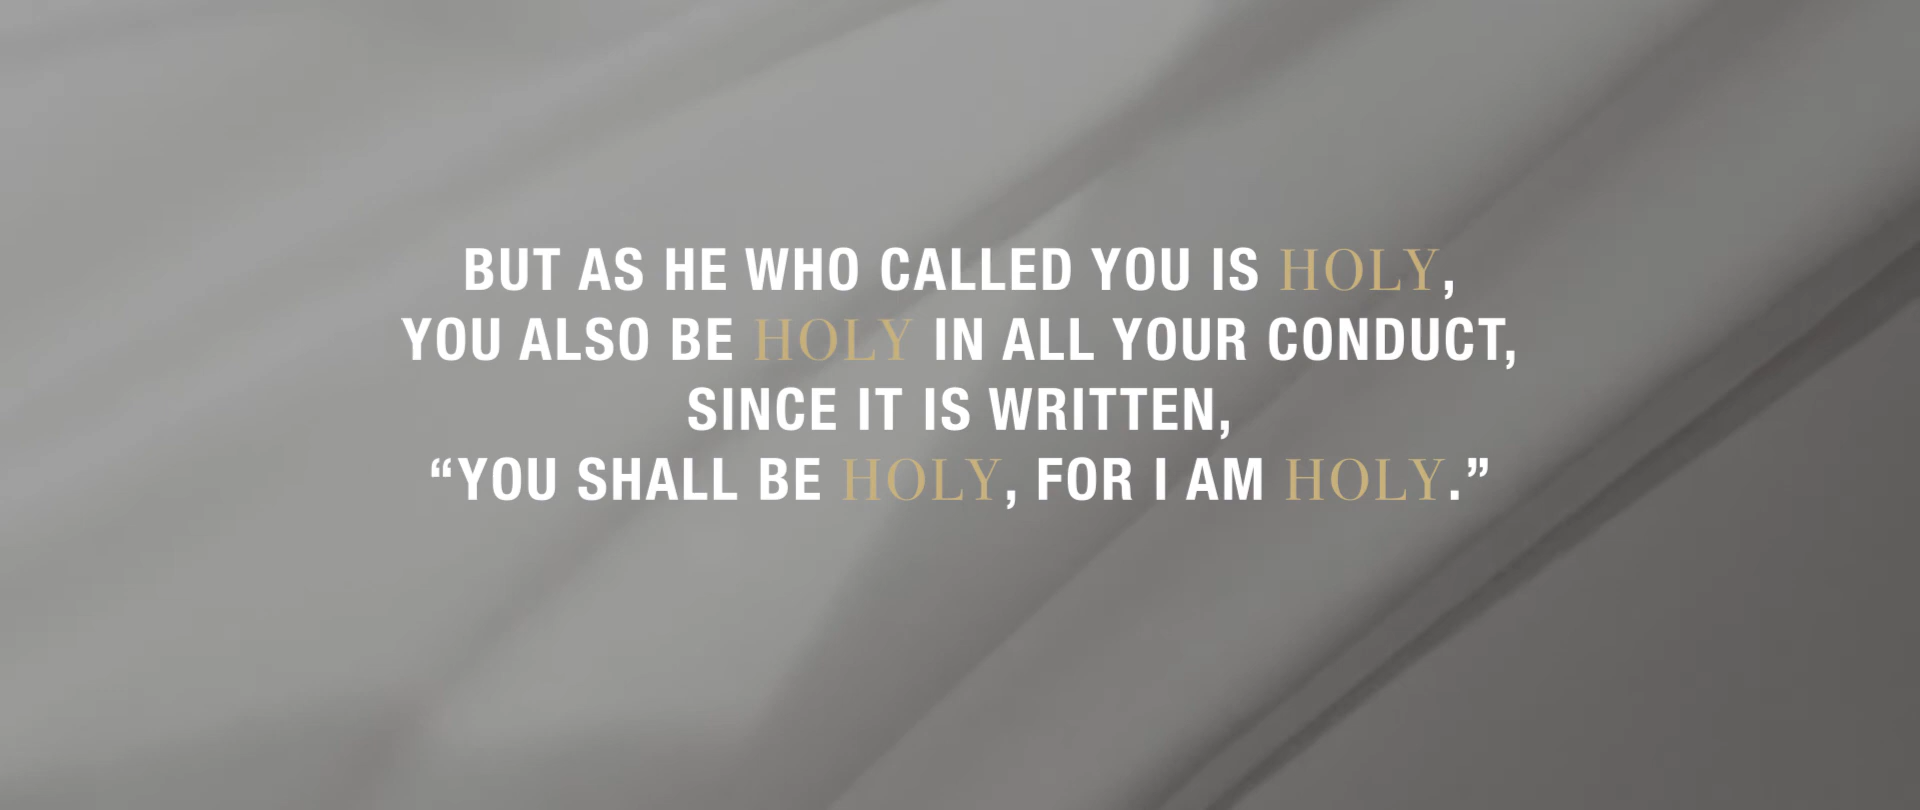 BUT AS HE WHO CALLED YOU IS HOLY,
YOU ALSO BE HOLY IN ALL YOUR CONDUCT,
SINCE IT IS WRITTEN,
“YOU SHALL BE HOLY, FOR I AM HOLY.”